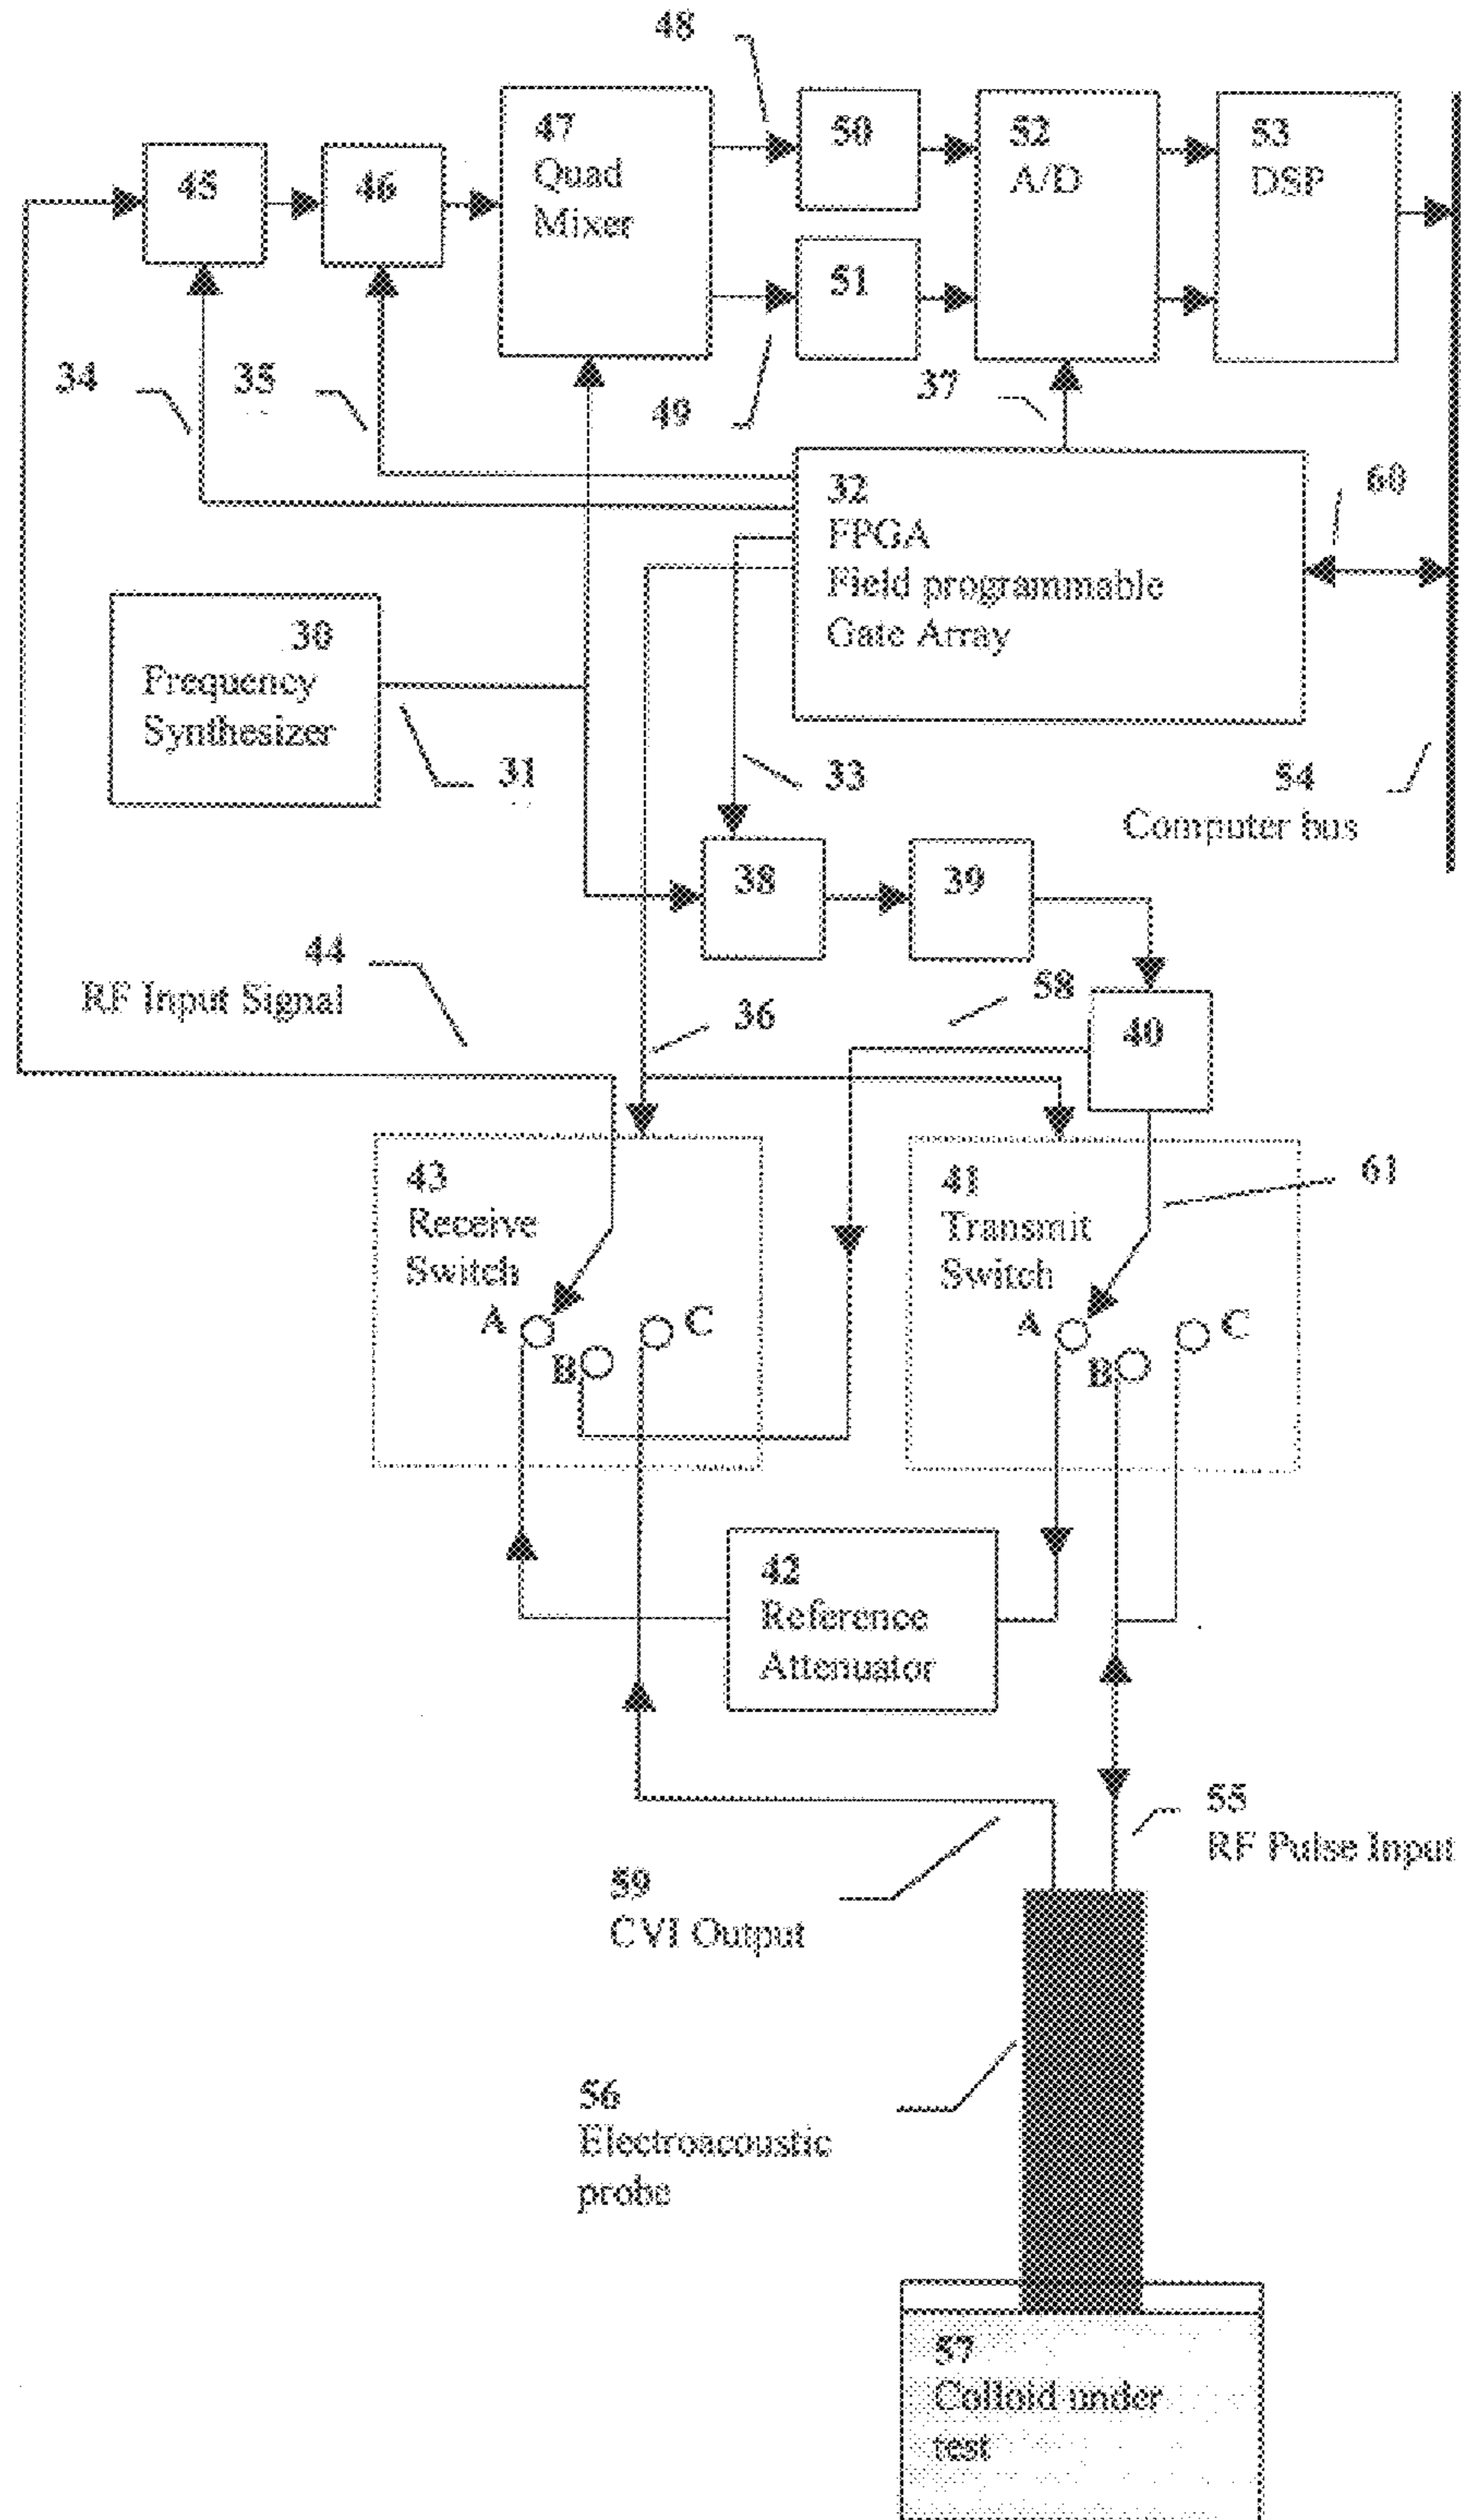 48
47
Quad
Mixer
50
52
A/D
53
DSP
45
46
51
34
35
49
37
32
FPGA
Field programmable
Gate Array
60
30
Frequency
Synthesizer
31
33
54
Computer bus
38
39
44
RF Input Signal
36
58
40
43
Receive
Switch
41
Transmit
Switch
61
A
B
C
A
B
C
42
Reference
Attenuator
55
RF Pulse Input
59
CVI Output
56
Electroacoustic
probe
57
Colloid under
test